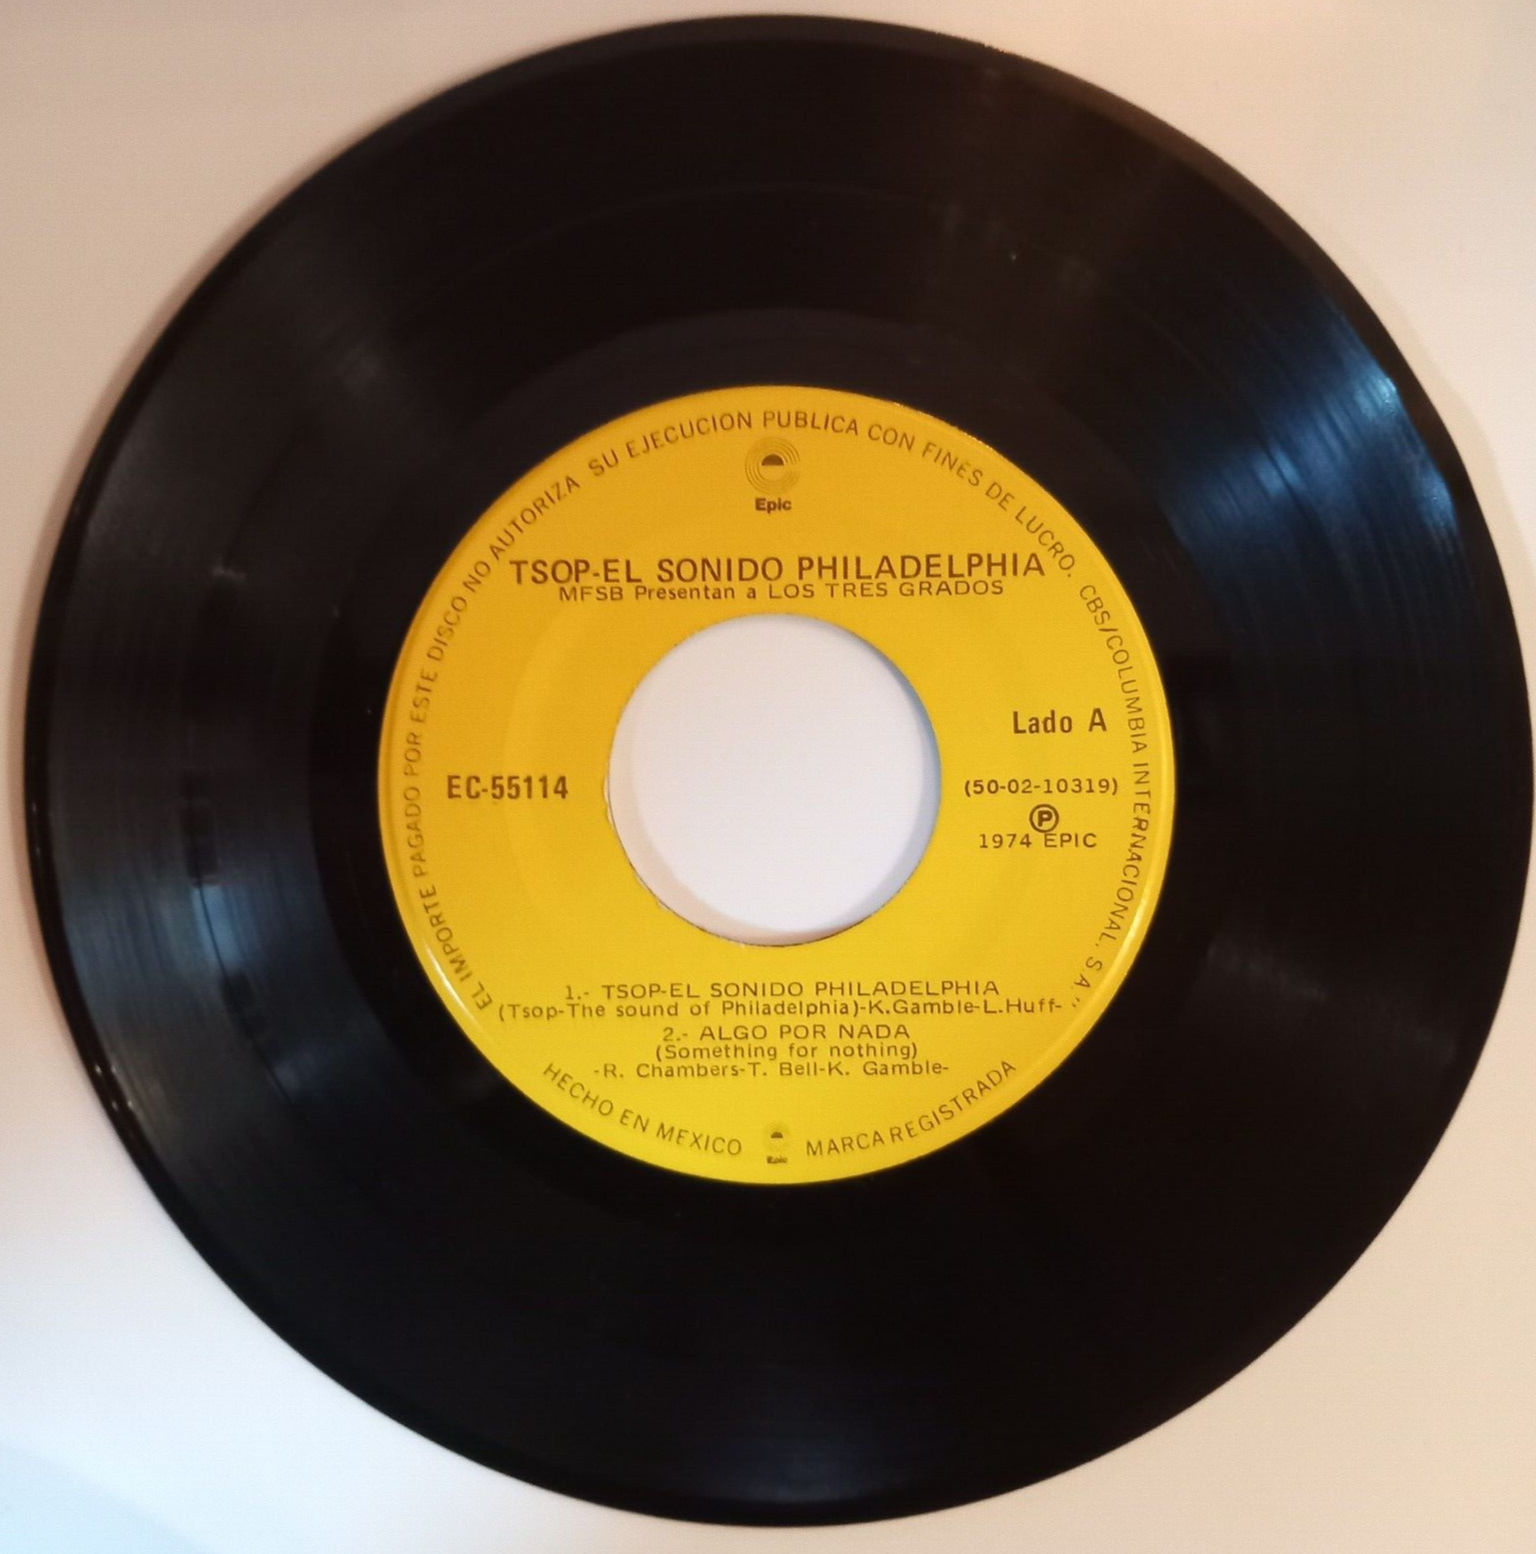 EL IMPORTE PAGADO POR ESTE DISCO NO AUTORIZA SU EJECUCION PUBLICA CON FINES DE LUCRO. CBS/COLUMBIA INTERNACIONAL, S.A."
Epic
TSOP-EL SONIDO PHILADELPHIA
MFSB Presentan a LOS TRES GRADOS
Lado A
EC-55114
(50-02-10319)
Ⓟ
1974 EPIC
1.- TSOP-EL SONIDO PHILADELPHIA
(Tsop-The sound of Philadelphia)-K.Gamble-L.Huff-
2.- ALGO POR NADA
(Something for nothing)
-R. Chambers-T. Bell-K. Gamble-
HECHO EN MEXICO
Epic
MARCA REGISTRADA